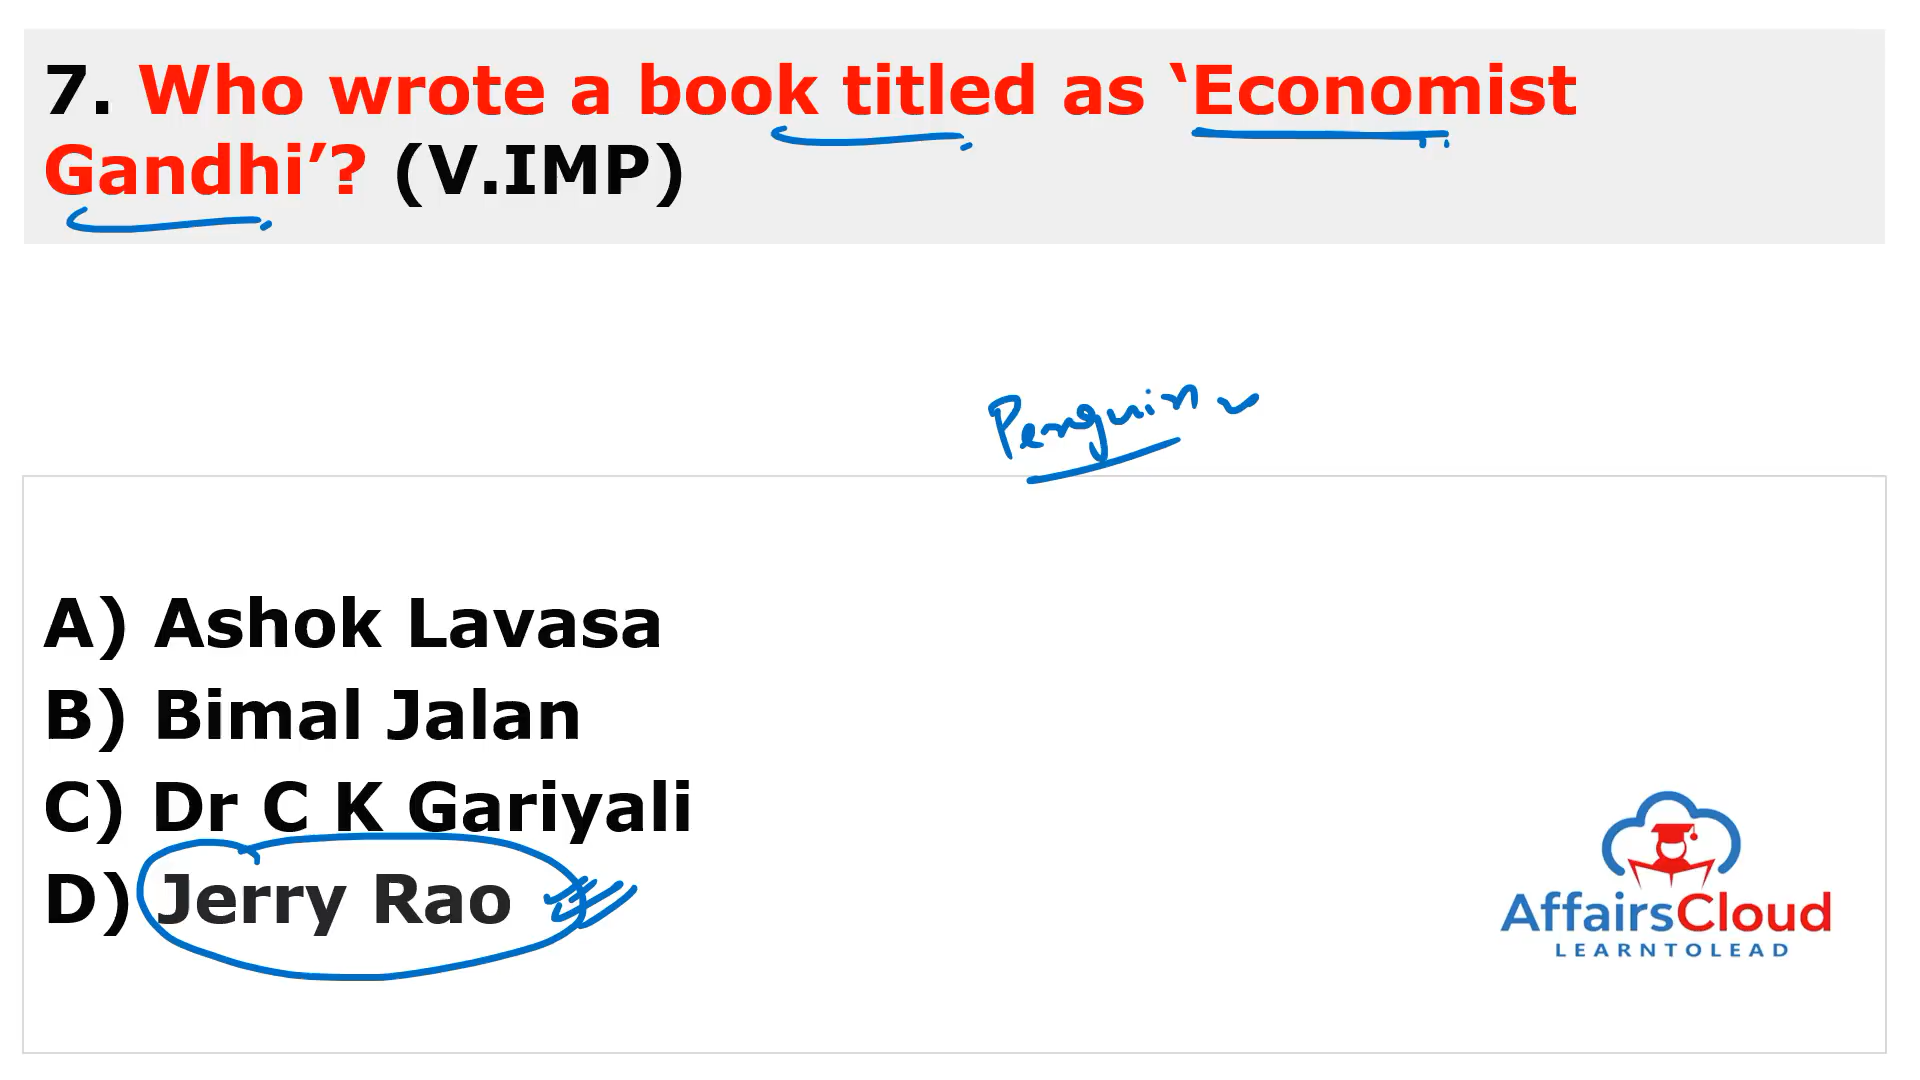 7. Who wrote a book titled as ‘Economist
Gandhi’? (V.IMP)
Penguin
A) Ashok Lavasa
B) Bimal Jalan
C) Dr C K Gariyali
D) Jerry Rao
AffairsCloud
LEARNTOLEAD